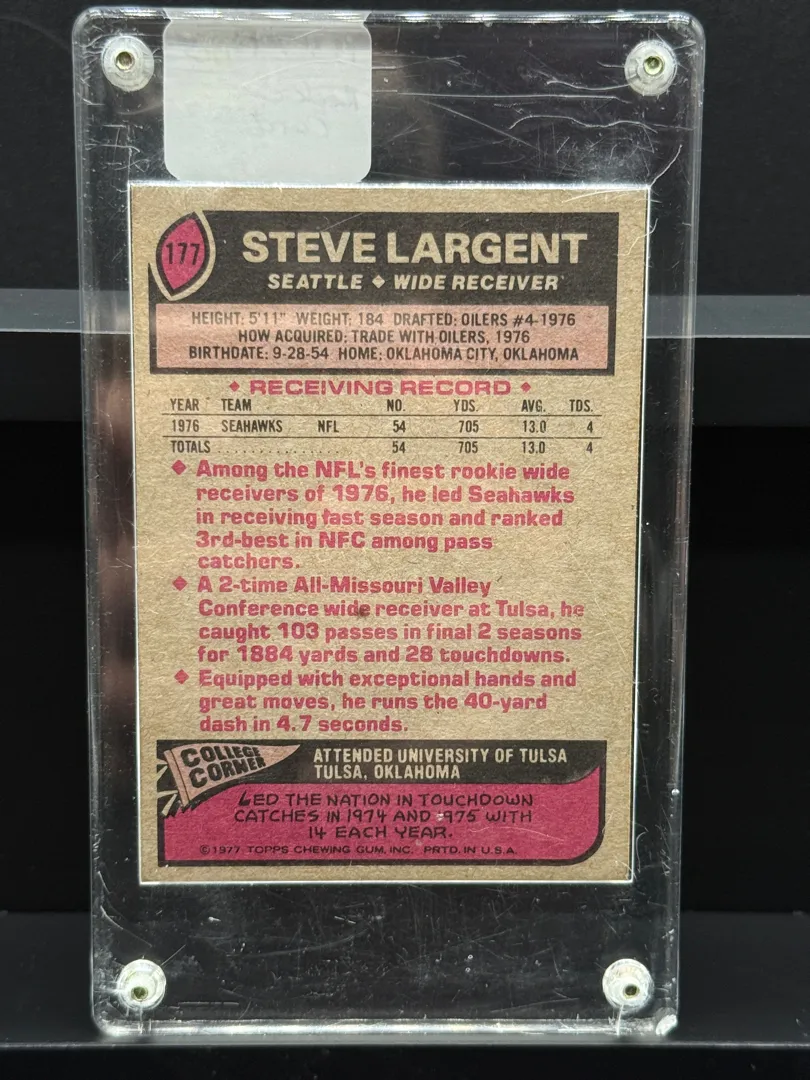 177
STEVE LARGENT
SEATTLE ◆ WIDE RECEIVER
HEIGHT: 5'11" WEIGHT: 184 DRAFTED: OILERS #4-1976
HOW ACQUIRED: TRADE WITH OILERS, 1976
BIRTHDATE: 9-28-54 HOME: OKLAHOMA CITY, OKLAHOMA
◆ RECEIVING RECORD ◆
YEAR TEAM NO. YDS. AVG. TDS.
1976 SEAHAWKS NFL 54 705 13.0 4
TOTALS . . . . . . . . . . . . . . 54 705 13.0 4
◆ Among the NFL's finest rookie wide
receivers of 1976, he led Seahawks
in receiving last season and ranked
3rd-best in NFC among pass
catchers.
◆ A 2-time All-Missouri Valley
Conference wide receiver at Tulsa, he
caught 103 passes in final 2 seasons
for 1884 yards and 28 touchdowns.
◆ Equipped with exceptional hands and
great moves, he runs the 40-yard
dash in 4.7 seconds.
COLLEGE
CORNER
ATTENDED UNIVERSITY OF TULSA
TULSA, OKLAHOMA
LED THE NATION IN TOUCHDOWN
CATCHES IN 1974 AND 1975 WITH
14 EACH YEAR.
©1977 TOPPS CHEWING GUM, INC. PRTD. IN U.S.A.